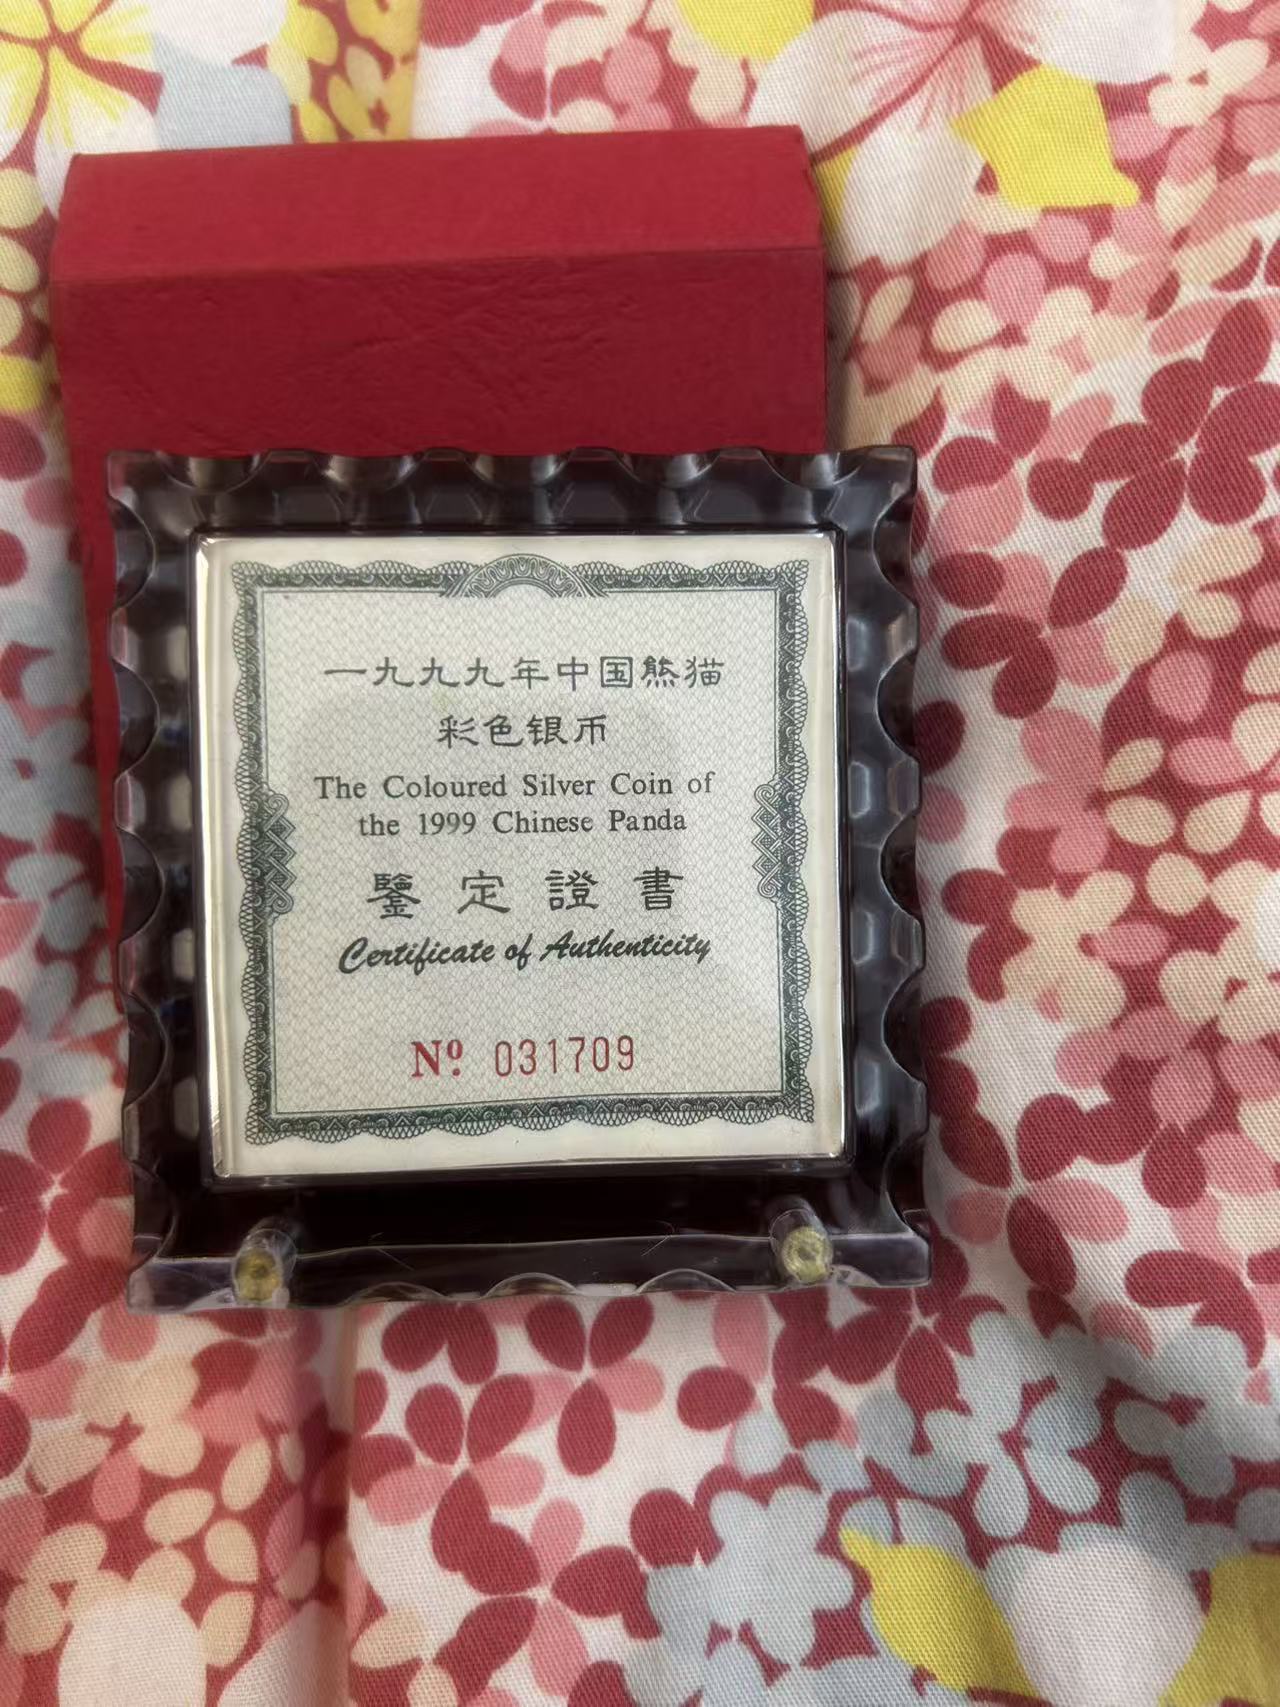 一九九九年中国熊猫
彩色银币
The Coloured Silver Coin of
the 1999 Chinese Panda
鑒定證書
Certificate of Authenticity
Nº 031709